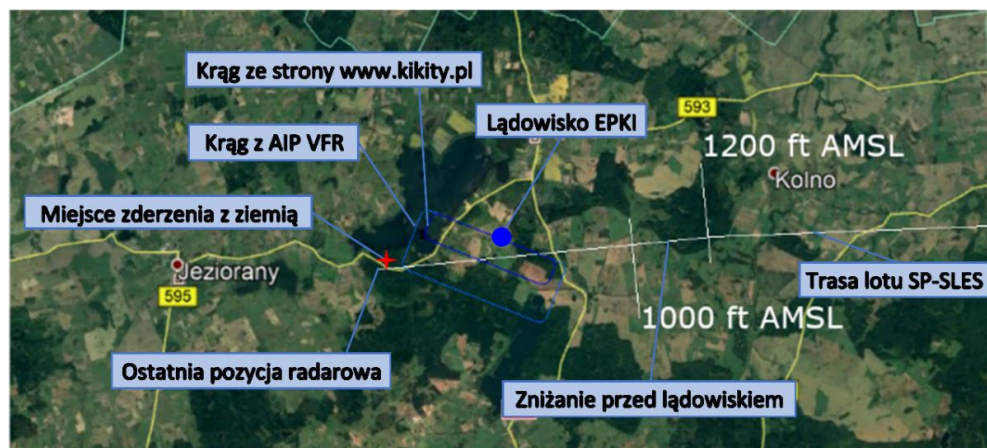 Krąg ze strony www.kikity.pl
Krąg z AIP VFR
Lądowisko EPKI
593
1200 ft AMSL
Kolno
Miejsce zderzenia z ziemią
Jeziorany
595
Trasa lotu SP-SLES
1000 ft AMSL
Ostatnia pozycja radarowa
Zniżanie przed lądowiskiem